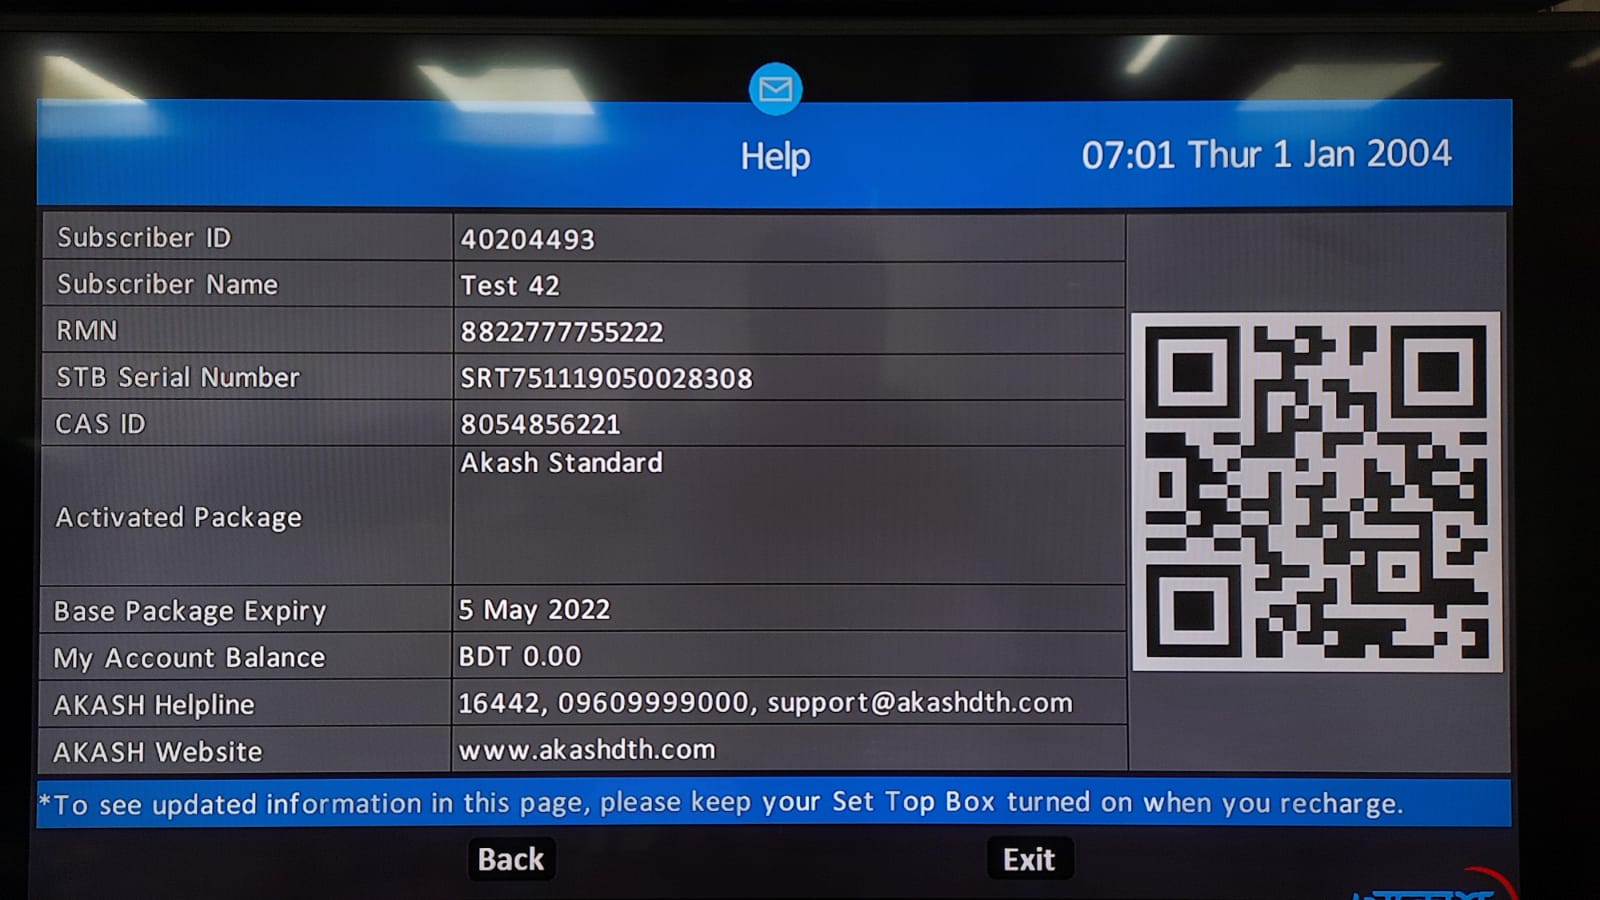 Help
07:01 Thur 1 Jan 2004
Subscriber ID 40204493
Subscriber Name Test 42
RMN 8822777755222
STB Serial Number SRT751119050028308
CAS ID 8054856221
Activated Package Akash Standard
Base Package Expiry 5 May 2022
My Account Balance BDT 0.00
AKASH Helpline 16442, 09609999000, support@akashdth.com
AKASH Website www.akashdth.com
*To see updated information in this page, please keep your Set Top Box turned on when you recharge.
Back Exit